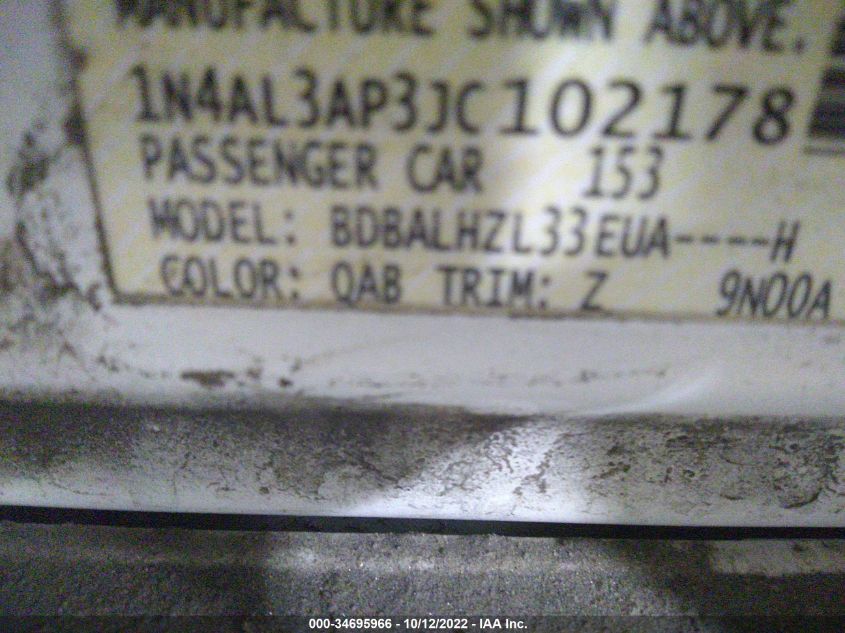 MANUFACTURE SHOWN ABOVE.
1N4AL3AP3JC102178
PASSENGER CAR 153
MODEL: BDBALHZL33EUA----H
COLOR: QAB TRIM: Z 9N00A
000-34695966 - 10/12/2022 - IAA Inc.